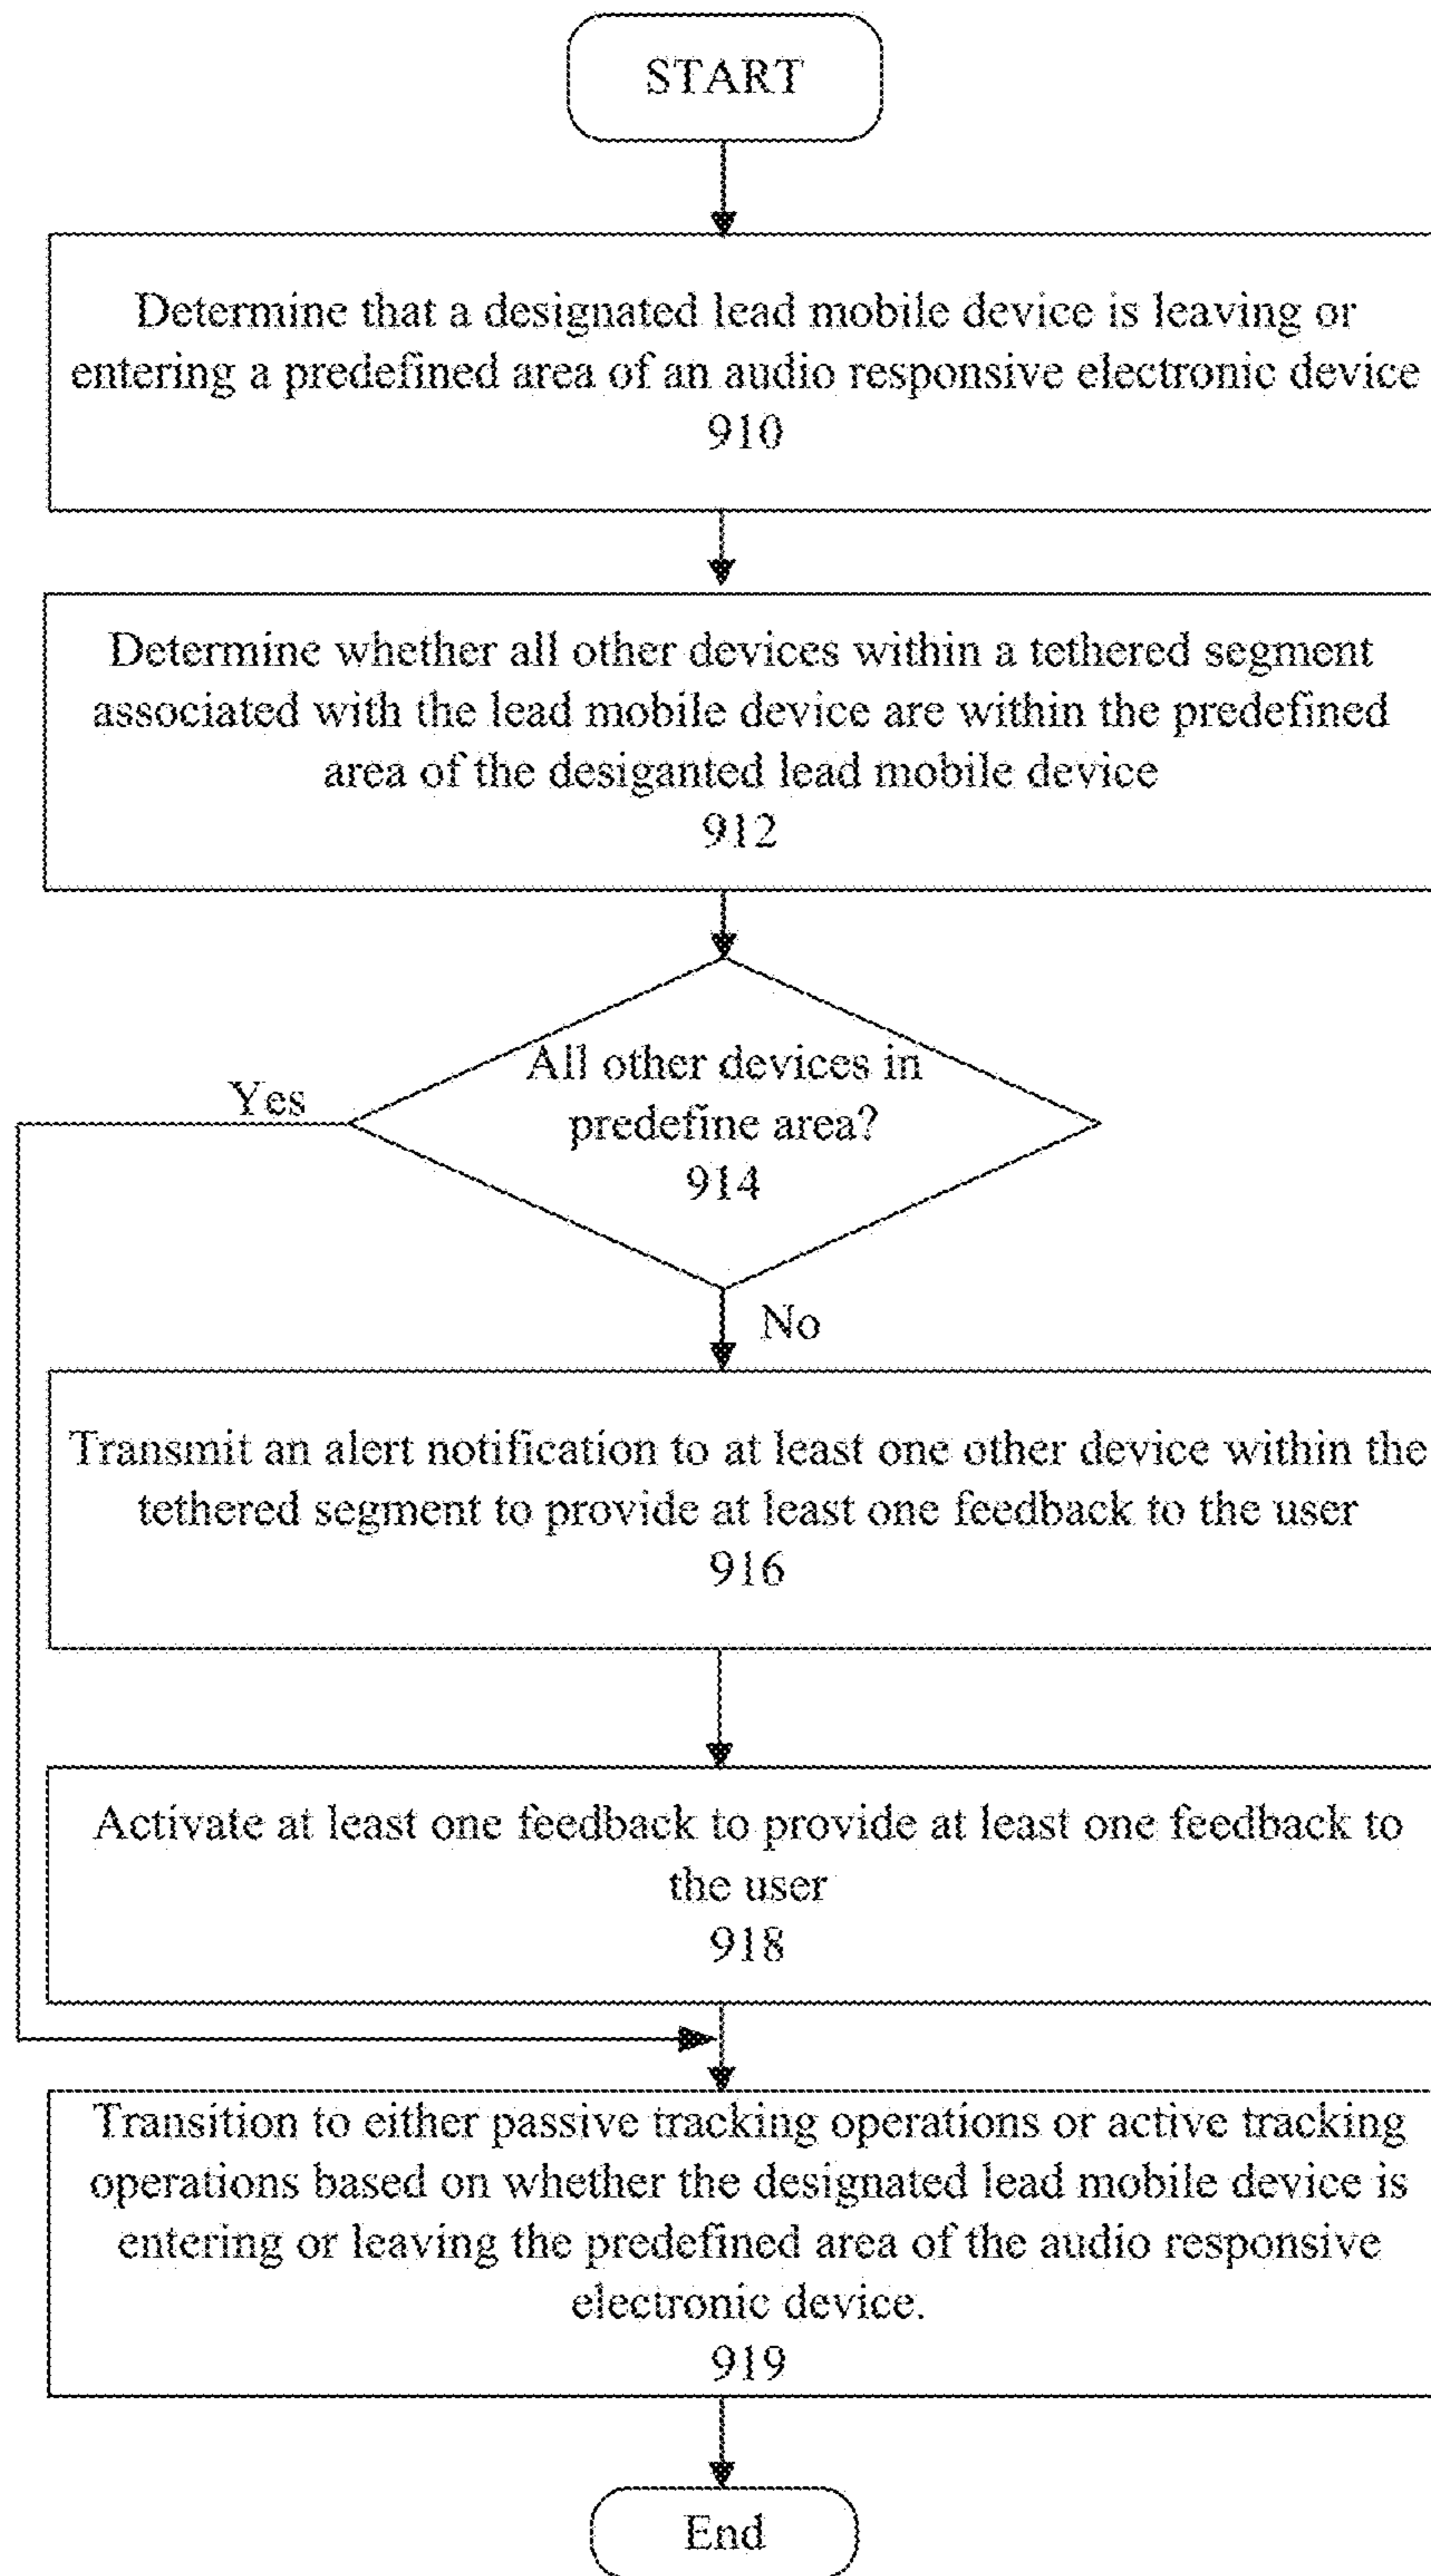 START
Determine that a designated lead mobile device is leaving or
entering a predefined area of an audio responsive electronic device
910
Determine whether all other devices within a tethered segment
associated with the lead mobile device are within the predefined
area of the desiganted lead mobile device
912
All other devices in
predefine area?
914
Yes
No
Transmit an alert notification to at least one other device within the
tethered segment to provide at least one feedback to the user
916
Activate at least one feedback to provide at least one feedback to
the user
918
Transition to either passive tracking operations or active tracking
operations based on whether the designated lead mobile device is
entering or leaving the predefined area of the audio responsive
electronic device.
919
End